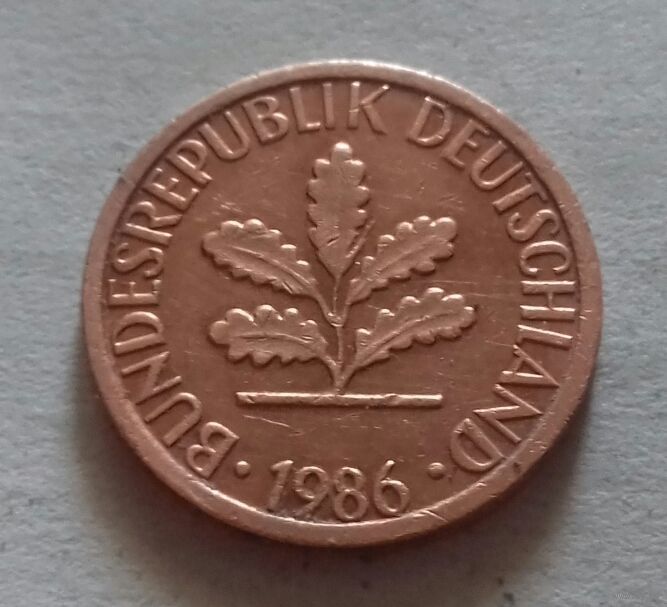 BUNDESREPUBLIK DEUTSCHLAND
· 1986 ·